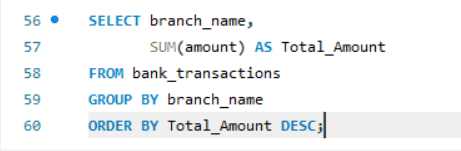 56 SELECT branch_name,
57 SUM(amount) AS Total_Amount
58 FROM bank_transactions
59 GROUP BY branch_name
60 ORDER BY Total_Amount DESC;